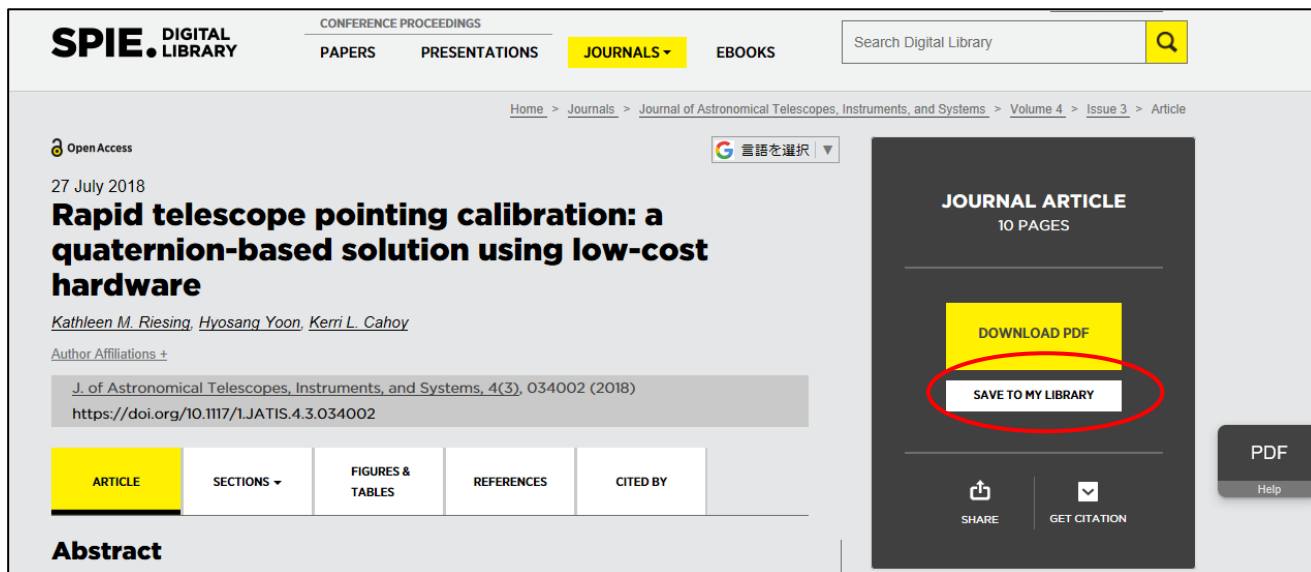 SPIE. DIGITAL LIBRARY
CONFERENCE PROCEEDINGS
PAPERS PRESENTATIONS JOURNALS EBOOKS
Search Digital Library
Home > Journals > Journal of Astronomical Telescopes, Instruments, and Systems > Volume 4 > Issue 3 > Article
Open Access
言語を選択
27 July 2018
Rapid telescope pointing calibration: a
quaternion-based solution using low-cost
hardware
Kathleen M. Riesing, Hyosang Yoon, Kerri L. Cahoy
Author Affiliations +
J. of Astronomical Telescopes, Instruments, and Systems, 4(3), 034002 (2018)
https://doi.org/10.1117/1.JATIS.4.3.034002
ARTICLE SECTIONS FIGURES & TABLES REFERENCES CITED BY
Abstract
JOURNAL ARTICLE
10 PAGES
DOWNLOAD PDF
SAVE TO MY LIBRARY
SHARE GET CITATION
PDF
Help